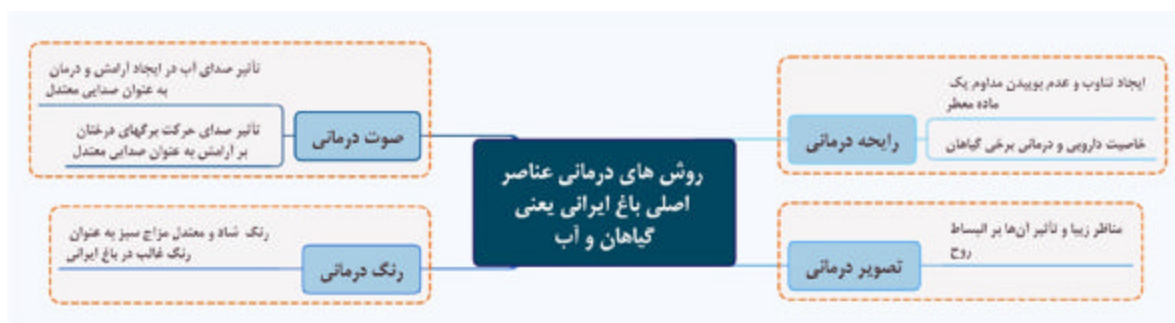 روش های درمانی عناصر
اصلی باغ ایرانی یعنی
گیاهان و آب
رایحه درمانی
ایجاد تناوب و عدم بوییدن مداوم یک
ماده معطر
خاصیت دارویی و درمانی برخی گیاهان
تصویر درمانی
مناظر زیبا و تأثیر آن‌ها بر انبساط
روح
صوت درمانی
تأثیر صدای آب در ایجاد آرامش و درمان
به عنوان صدایی معتدل
تأثیر صدای حرکت برگهای درختان
بر آرامش به عنوان صدایی معتدل
رنگ درمانی
رنگ شاد و معتدل مزاج سبز به عنوان
رنگ غالب در باغ ایرانی